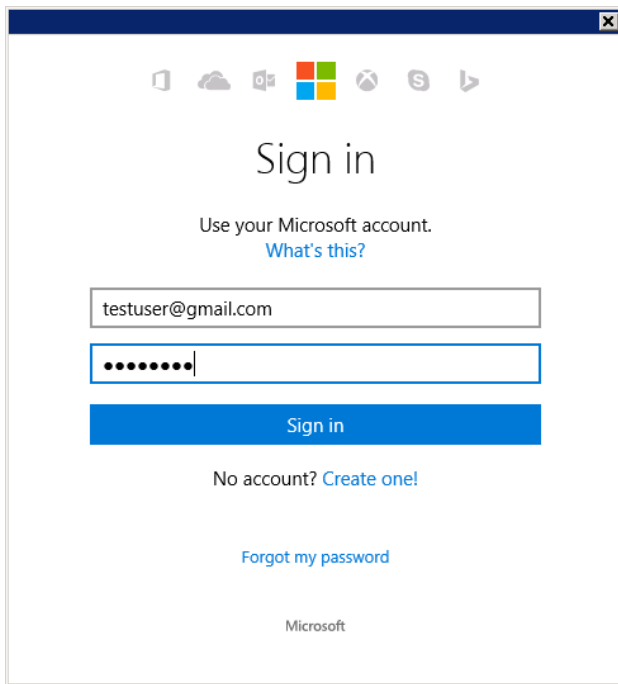 Sign in
Use your Microsoft account.
What's this?
testuser@gmail.com
●●●●●●●●
Sign in
No account? Create one!
Forgot my password
Microsoft